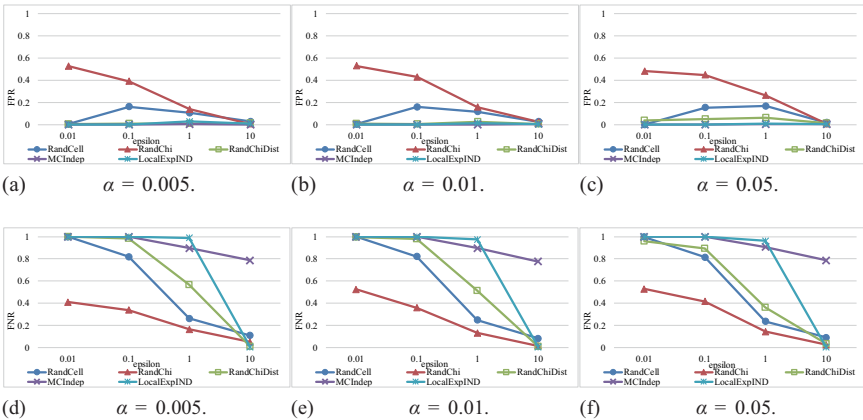 1
0.8
0.6
0.4
0.2
0
FPR
0.01 0.1 1 10
epsilon
RandCell RandChi RandChiDist
MCIndep LocalExpIND
(a) α = 0.005.
1
0.8
0.6
0.4
0.2
0
FPR
0.01 0.1 1 10
epsilon
RandCell RandChi RandChiDist
MCIndep LocalExpIND
(b) α = 0.01.
1
0.8
0.6
0.4
0.2
0
FPR
0.01 0.1 1 10
epsilon
RandCell RandChi RandChiDist
MCIndep LocalExpIND
(c) α = 0.05.
1
0.8
0.6
0.4
0.2
0
FNR
0.01 0.1 1 10
epsilon
RandCell RandChi RandChiDist
MCIndep LocalExpIND
(d) α = 0.005.
1
0.8
0.6
0.4
0.2
0
FNR
0.01 0.1 1 10
epsilon
RandCell RandChi RandChiDist
MCIndep LocalExpIND
(e) α = 0.01.
1
0.8
0.6
0.4
0.2
0
FNR
0.01 0.1 1 10
epsilon
RandCell RandChi RandChiDist
MCIndep LocalExpIND
(f) α = 0.05.